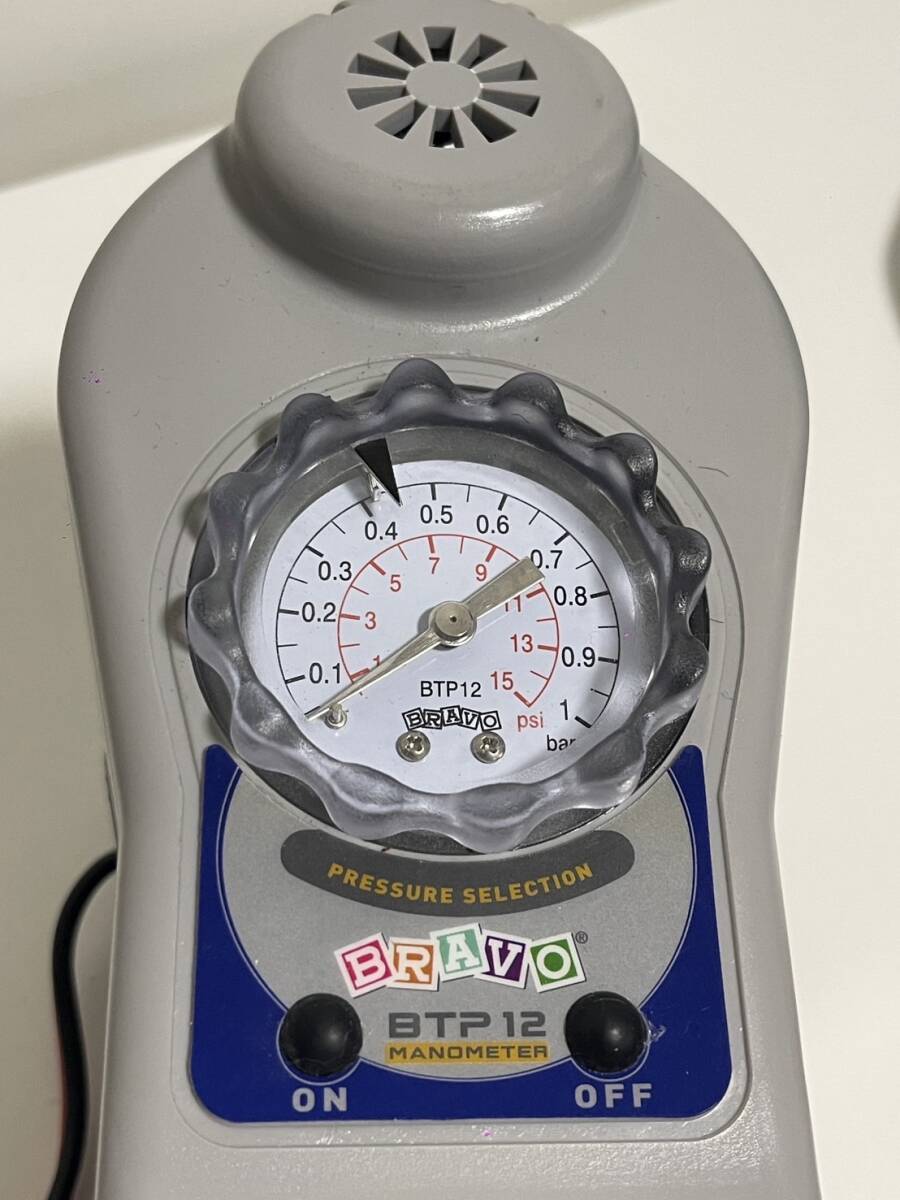 0.1
0.2
0.3
0.4
0.5
0.6
0.7
0.8
0.9
1
bar
1
3
5
7
9
11
13
15
psi
BTP12
BRAVO
PRESSURE SELECTION
BRAVO®
BTP 12
MANOMETER
ON
OFF